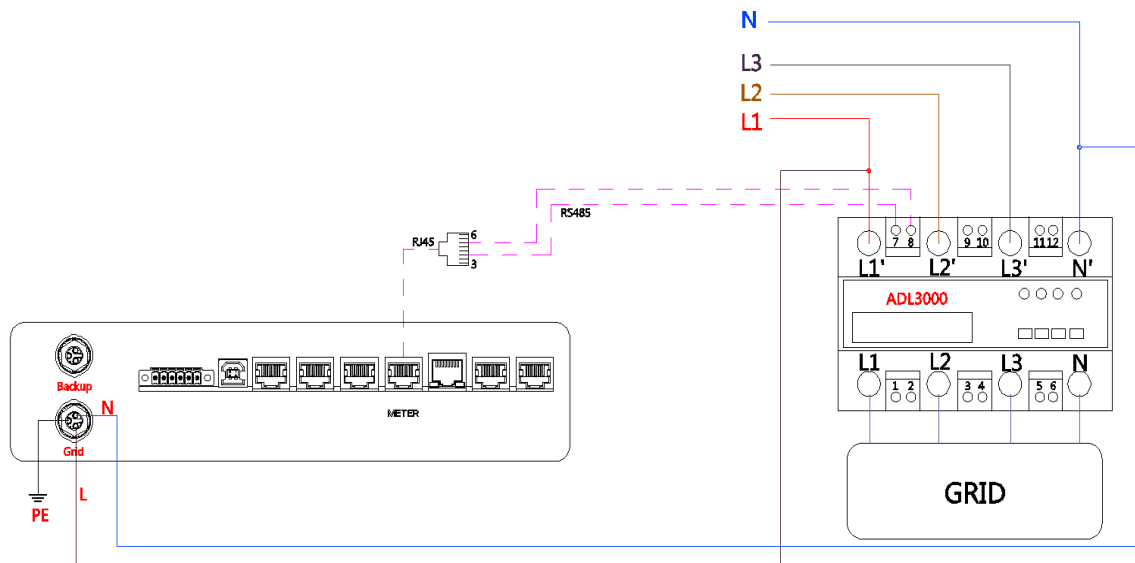 N
L3
L2
L1
RS485
RJ45
6
3
7 8 9 10 11 12
L1' L2' L3' N'
ADL3000
L1 L2 L3 N
1 2 3 4 5 6
Backup
N
METER
Grid
L
PE
GRID